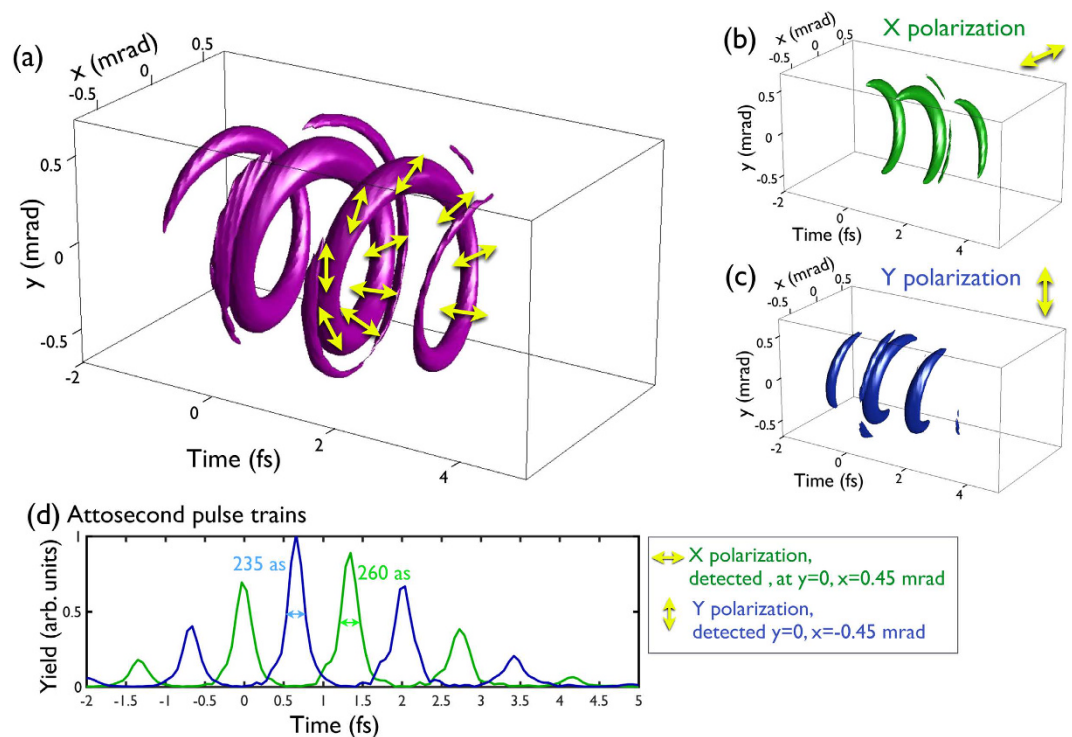 (a)
x (mrad)
-0.5
0
0.5
y (mrad)
0.5
0
-0.5
-2
0
2
4
Time (fs)
(b)
X polarization
x (mrad)
-0.5
0
0.5
y (mrad)
0.5
0
-0.5
-2
0
2
4
Time (fs)
(c)
Y polarization
x (mrad)
-0.5
0
0.5
y (mrad)
0.5
0
-0.5
-2
0
2
4
Time (fs)
(d) Attosecond pulse trains
Yield (arb. units)
1
0.5
0
235 as
260 as
-2 -1.5 -1 -0.5 0 0.5 1 1.5 2 2.5 3 3.5 4 4.5 5
Time (fs)
X polarization,
detected , at y=0, x=0.45 mrad
Y polarization,
detected y=0, x=-0.45 mrad